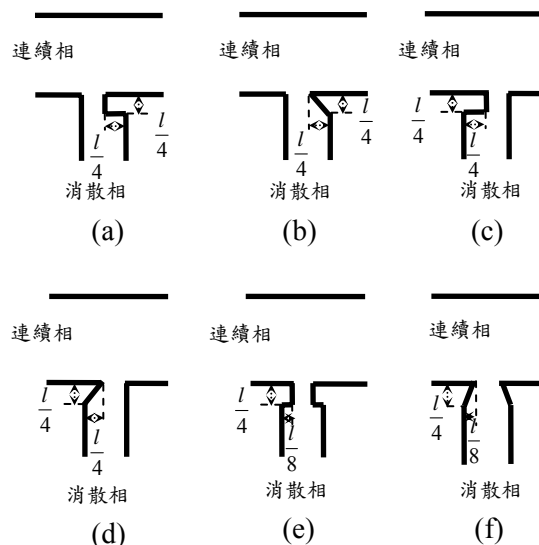 連續相 連續相 連續相
l/4 l/4 l/4 l/4 l/4 l/4
消散相 消散相 消散相
(a) (b) (c)
連續相 連續相 連續相
l/4 l/4 l/4 l/8 l/4 l/8
消散相 消散相 消散相
(d) (e) (f)